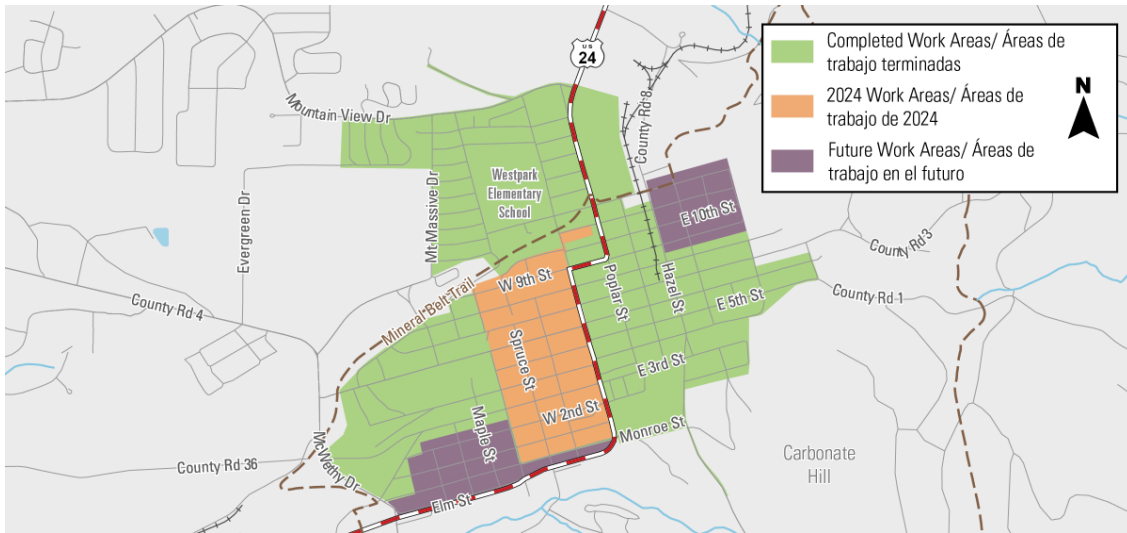 Completed Work Areas/ Áreas de
trabajo terminadas
2024 Work Areas/ Áreas de
trabajo de 2024
Future Work Areas/ Áreas de
trabajo en el futuro
N
US
24
Mountain View Dr
County Rd 8
Westpark
Elementary
School
Mt Massive Dr
Evergreen Dr
E 10th St
County Rd 3
W 9th St
Poplar St
Hazel St
Mineral Belt Trail
E 5th St
County Rd 1
County Rd 4
Spruce St
E 3rd St
W 2nd St
Maple St
Monroe St
McWethy Dr
County Rd 36
Carbonate
Hill
Elm St